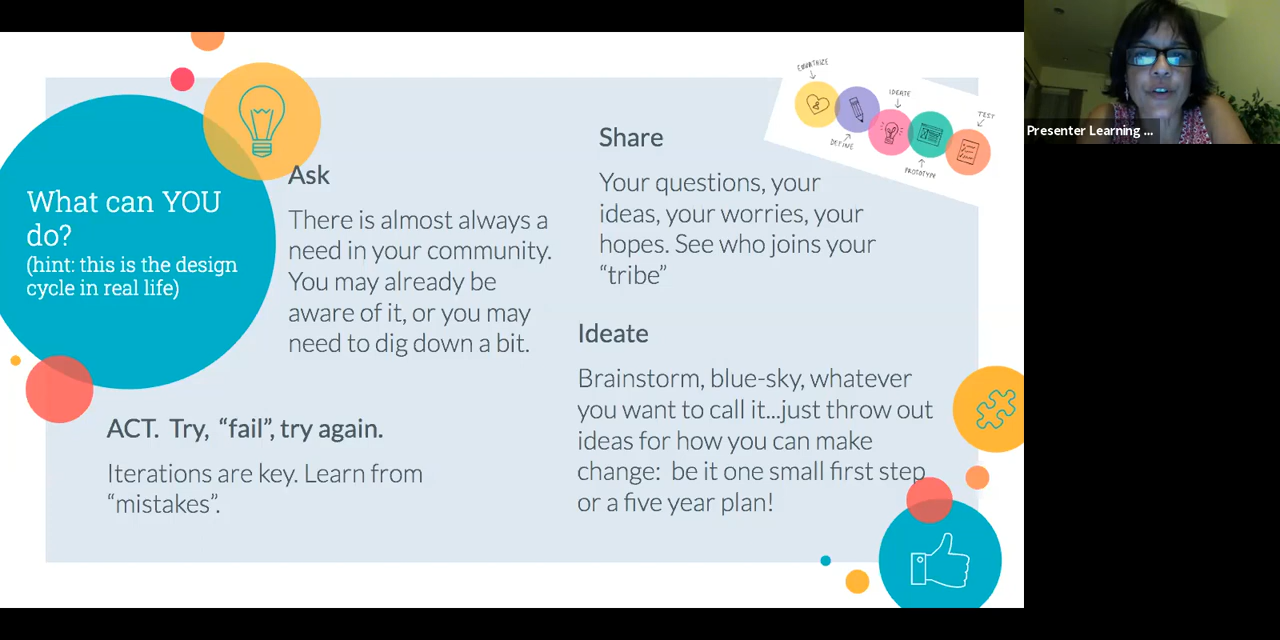 What can YOU
do?
(hint: this is the design
cycle in real life)
Ask
There is almost always a
need in your community.
You may already be
aware of it, or you may
need to dig down a bit.
ACT.  Try, “fail”, try again.
Iterations are key. Learn from
“mistakes”.
Share
Your questions, your
ideas, your worries, your
hopes. See who joins your
“tribe”
Ideate
Brainstorm, blue-sky, whatever
you want to call it...just throw out
ideas for how you can make
change:  be it one small first step
or a five year plan!
EMPATHIZE
DEFINE
IDEATE
PROTOTYPE
TEST
Presenter Learning ...